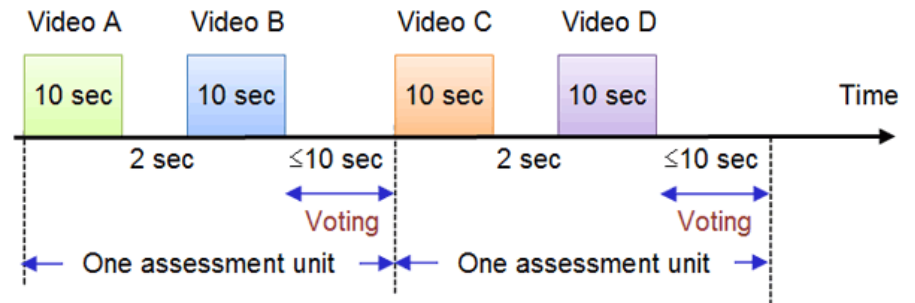 Video A Video B Video C Video D
10 sec 10 sec 10 sec 10 sec Time
2 sec ≤10 sec 2 sec ≤10 sec
Voting Voting
One assessment unit One assessment unit